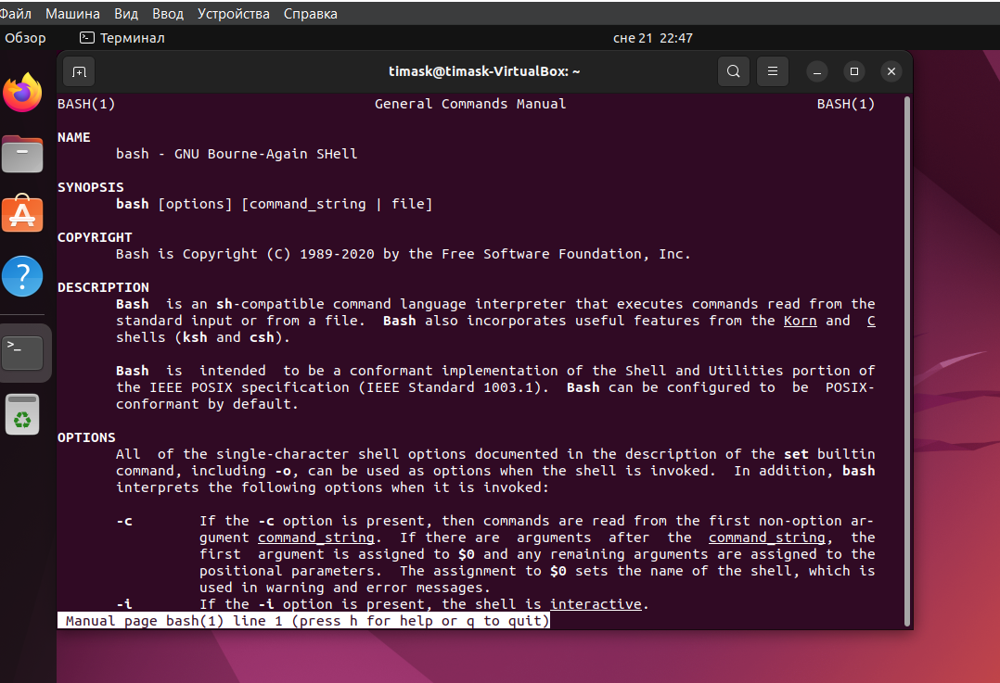 Файл Машина Вид Ввод Устройства Справка
Обзор Терминал сне 21 22:47
timask@timask-VirtualBox: ~
BASH(1) General Commands Manual BASH(1)
NAME
bash - GNU Bourne-Again SHell
SYNOPSIS
bash [options] [command_string | file]
COPYRIGHT
Bash is Copyright (C) 1989-2020 by the Free Software Foundation, Inc.
DESCRIPTION
Bash is an sh-compatible command language interpreter that executes commands read from the
standard input or from a file. Bash also incorporates useful features from the Korn and C
shells (ksh and csh).
Bash is intended to be a conformant implementation of the Shell and Utilities portion of
the IEEE POSIX specification (IEEE Standard 1003.1). Bash can be configured to be POSIX-
conformant by default.
OPTIONS
All of the single-character shell options documented in the description of the set builtin
command, including -o, can be used as options when the shell is invoked. In addition, bash
interprets the following options when it is invoked:
-c If the -c option is present, then commands are read from the first non-option ar-
gument command_string. If there are arguments after the command_string, the
first argument is assigned to $0 and any remaining arguments are assigned to the
positional parameters. The assignment to $0 sets the name of the shell, which is
used in warning and error messages.
-i If the -i option is present, the shell is interactive.
Manual page bash(1) line 1 (press h for help or q to quit)